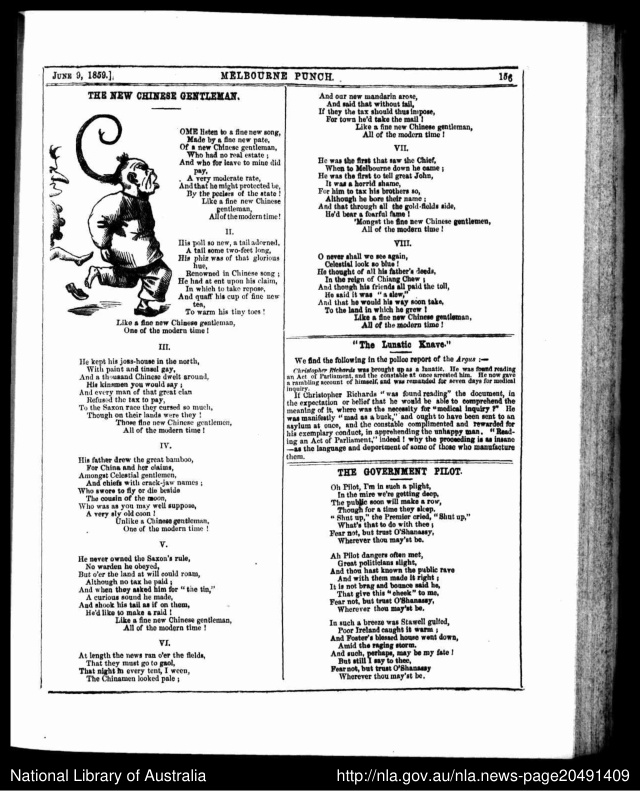 JUNE 9, 1859.]
MELBOURNE PUNCH.
THE NEW CHINESE GENTLEMAN.
OME listen to a fine new song,
Made by a fine new pate,
Of a new Chinese gentleman,
Who had no real estate ;
And who for leave to mine did
pay,
A very moderate rate,
And that he might protected be,
By the peelers of the state !
Like a fine new Chinese
gentleman,
All of the modern time !
II.
His poll so new, a tail adorned,
A tail some two-feet long,
His phiz was of that glorious
hue,
Renowned in Chinese song ;
He had at ent upon his claim,
In which to take repose,
And quaff his cup of fine new
tea,
To warm his tiny toes !
Like a fine new Chinese gentleman,
One of the modern time !
III.
He kept his joss-house in the north,
With paint and tinsel gay,
And a thousand Chinese dwelt around,
His kinsmen you would say ;
And every man of that great clan
Refused the tax to pay,
To the Saxon race they cursed so much,
Though on their lands were they !
Those fine new Chinese gentlemen,
All of the modern time !
IV.
His father drew the great bamboo,
For China and her claims,
Amongst Celestial gentlemen,
And chiefs with crack-jaw names ;
Who swore to fly or die beside
The cousin of the moon,
Who was as you may well suppose,
A very sly old coon !
Unlike a Chinese gentleman,
One of the modern time !
V.
He never owned the Saxon's rule,
No warden he obeyed,
But o'er the land at will could roam,
Although no tax he paid ;
And when they asked him for "the tin,"
A curious sound he made,
And shook his tail as if on them,
He'd like to make a raid !
Like a fine new Chinese gentleman,
All of the modern time !
VI.
At length the news ran o'er the fields,
That they must go to gaol,
That night in every tent, I ween,
The Chinamen looked pale ;
And our new mandarin arose,
And said that without tail,
If they the tax should thus impose,
For town he'd take the mail !
Like a fine new Chinese gentleman,
All of the modern time !
VII.
He was the first that saw the Chief,
When to Melbourne down he came ;
He was the first to tell great John,
It was a horrid shame,
For him to tax his brothers so,
Although he bore their name ;
And that through all the gold-fields side,
He'd bear a fearful fame !
'Mongst the fine new Chinese gentlemen,
All of the modern time !
VIII.
O never shall we see again,
Celestial look so blue !
He thought of all his father's deeds,
In the reign of Chiang Chew ;
And though his friends all paid the toll,
He said it was "a slew,"
And that he would his way soon take,
To the land in which he grew !
Like a fine new Chinese gentleman,
All of the modern time !
"The Lunatic Knave."
We find the following in the police report of the Argus :—
Christopher Richards was brought up as a lunatic. He was found reading
an Act of Parliament, and the constable at once arrested him. He now gave
a rambling account of himself, and was remanded for seven days for medical
inquiry.
If Christopher Richards "was found reading" the document, in
the expectation or belief that he would be able to comprehend the
meaning of it, where was the necessity for "medical inquiry ?" He
was manifestly "mad as a buck," and ought to have been sent to an
asylum at once, and the constable complimented and rewarded for
his exemplary conduct, in apprehending the unhappy man. "Read-
ing an Act of Parliament," indeed ! why the proceeding is as insane
—as the language and deportment of some of those who manufacture
them.
THE GOVERNMENT PILOT.
Oh Pilot, I'm in such a plight,
In the mire we're getting deep,
The public soon will make a row,
Though for a time they sleep.
"Shut up," the Premier cried, "Shut up,"
What's that to do with thee ;
Fear not, but trust O'Shanassy,
Wherever thou may'st be.
Ah Pilot dangers often met,
Great politicians slight,
And thou hast known the public rave
And with them made it right ;
It is not brag and bounce said he,
That give this "cheek" to me,
Fear not, but trust O'Shanassy,
Wherever thou may'st be.
In such a breeze was Stawell gulfed,
Poor Ireland caught it warm ;
And Foster's blessed house went down,
Amid the raging storm.
And such, perhaps, may be my fate !
But still I say to thee,
Fear not, but trust O'Shanassy
Wherever thou may'st be.
National Library of Australia
http://nla.gov.au/nla.news-page20491409